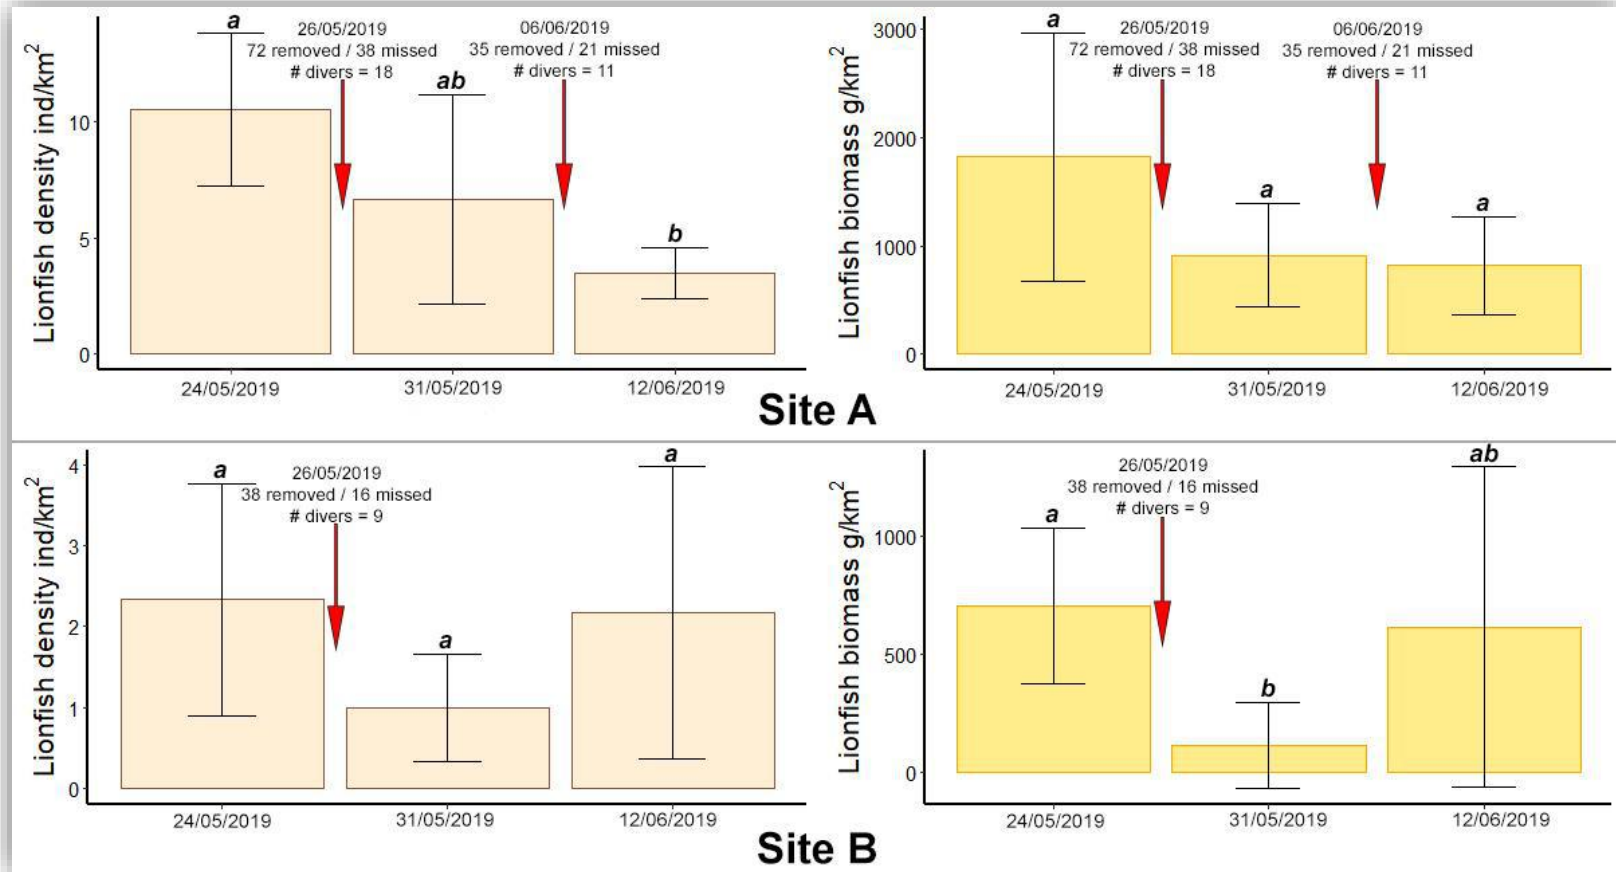 a
26/05/2019
72 removed / 38 missed
# divers = 18
06/06/2019
35 removed / 21 missed
# divers = 11
ab
b
Lionfish density ind/km²
10
5
0
24/05/2019
31/05/2019
12/06/2019
a
26/05/2019
72 removed / 38 missed
# divers = 18
06/06/2019
35 removed / 21 missed
# divers = 11
a
a
Lionfish biomass g/km²
3000
2000
1000
0
24/05/2019
31/05/2019
12/06/2019
Site A
a
26/05/2019
38 removed / 16 missed
# divers = 9
a
a
Lionfish density ind/km²
4
3
2
1
0
24/05/2019
31/05/2019
12/06/2019
a
26/05/2019
38 removed / 16 missed
# divers = 9
b
ab
Lionfish biomass g/km²
1000
500
0
24/05/2019
31/05/2019
12/06/2019
Site B